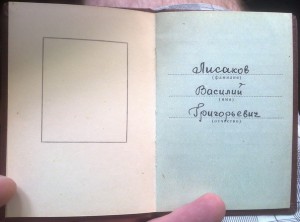 Лисаков
(фамилия)
Василий
(имя)
Григорьевич
(отчество)